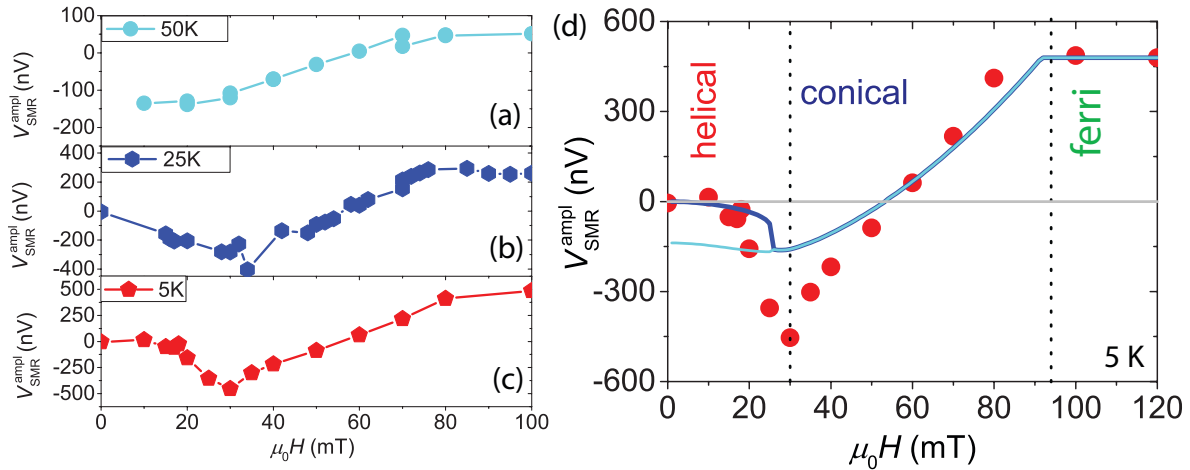 50K
(a)
100
0
-100
-200
V_SMR^ampl (nV)
25K
(b)
400
200
0
-200
-400
V_SMR^ampl (nV)
5K
(c)
500
250
0
-250
-500
V_SMR^ampl (nV)
0 20 40 60 80 100
μ₀H (mT)
(d)
600
300
0
-300
-600
V_SMR^ampl (nV)
helical
conical
ferri
5 K
0 20 40 60 80 100 120
μ₀H (mT)